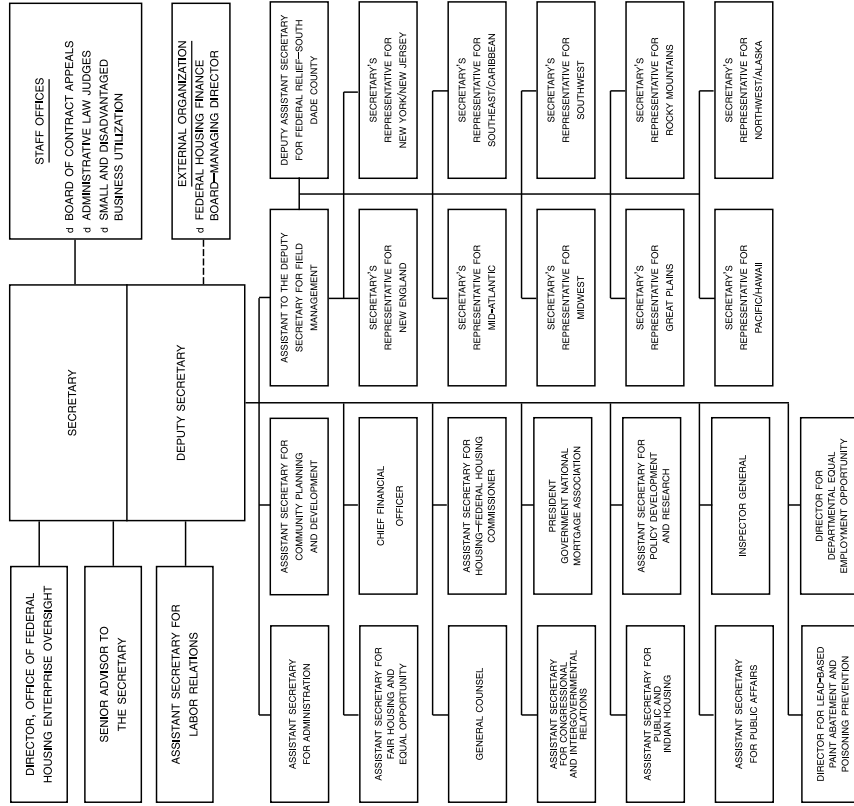 DIRECTOR, OFFICE OF FEDERAL
HOUSING ENTERPRISE OVERSIGHT
SENIOR ADVISOR TO
THE SECRETARY
ASSISTANT SECRETARY FOR
LABOR RELATIONS
SECRETARY
DEPUTY SECRETARY
STAFF OFFICES
d BOARD OF CONTRACT APPEALS
d ADMINISTRATIVE LAW JUDGES
d SMALL AND DISADVANTAGED
BUSINESS UTILIZATION
EXTERNAL ORGANIZATION
d FEDERAL HOUSING FINANCE
BOARD–MANAGING DIRECTOR
ASSISTANT SECRETARY
FOR ADMINISTRATION
ASSISTANT SECRETARY FOR
COMMUNITY PLANNING
AND DEVELOPMENT
ASSISTANT TO THE DEPUTY
SECRETARY FOR FIELD
MANAGEMENT
DEPUTY ASSISTANT SECRETARY
FOR FEDERAL RELIEF–SOUTH
DADE COUNTY
ASSISTANT SECRETARY FOR
FAIR HOUSING AND
EQUAL OPPORTUNITY
CHIEF FINANCIAL
OFFICER
SECRETARY'S
REPRESENTATIVE FOR
NEW ENGLAND
SECRETARY'S
REPRESENTATIVE FOR
NEW YORK/NEW JERSEY
GENERAL COUNSEL
ASSISTANT SECRETARY FOR
HOUSING–FEDERAL HOUSING
COMMISSIONER
SECRETARY'S
REPRESENTATIVE FOR
MID–ATLANTIC
SECRETARY'S
REPRESENTATIVE FOR
SOUTHEAST/CARIBBEAN
ASSISTANT SECRETARY
FOR CONGRESSIONAL
AND INTERGOVERNMENTAL
RELATIONS
PRESIDENT
GOVERNMENT NATIONAL
MORTGAGE ASSOCIATION
SECRETARY'S
REPRESENTATIVE FOR
MIDWEST
SECRETARY'S
REPRESENTATIVE FOR
SOUTHWEST
ASSISTANT SECRETARY FOR
PUBLIC AND
INDIAN HOUSING
ASSISTANT SECRETARY FOR
POLICY DEVELOPMENT
AND RESEARCH
SECRETARY'S
REPRESENTATIVE FOR
GREAT PLAINS
SECRETARY'S
REPRESENTATIVE FOR
ROCKY MOUNTAINS
ASSISTANT SECRETARY
FOR PUBLIC AFFAIRS
INSPECTOR GENERAL
SECRETARY'S
REPRESENTATIVE FOR
PACIFIC/HAWAII
SECRETARY'S
REPRESENTATIVE FOR
NORTHWEST/ALASKA
DIRECTOR FOR LEAD–BASED
PAINT ABATEMENT AND
POISONING PREVENTION
DIRECTOR FOR
DEPARTMENTAL EQUAL
EMPLOYMENT OPPORTUNITY